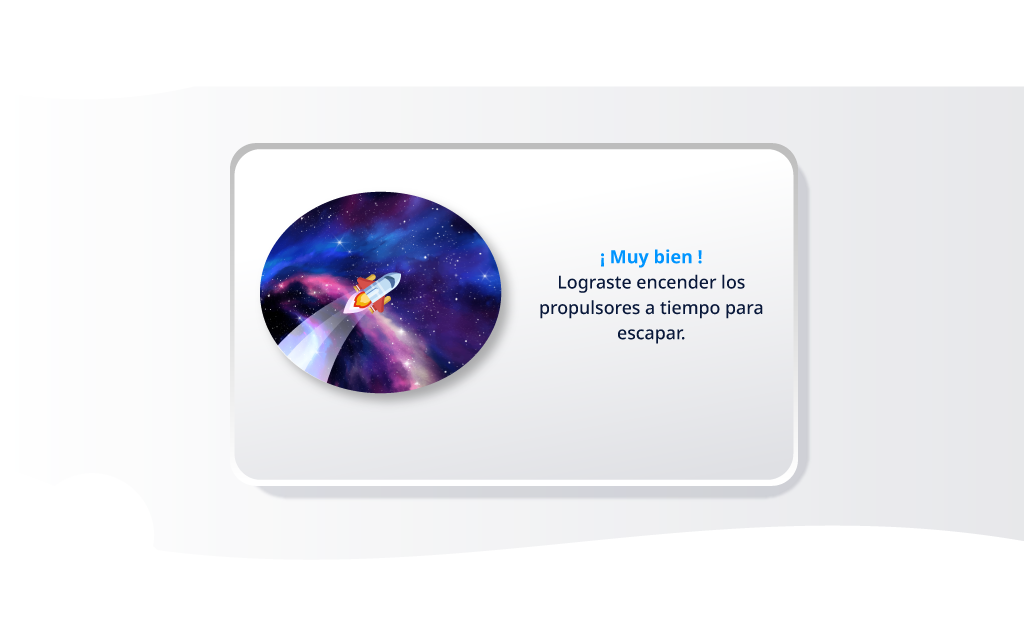 ¡ Muy bien !
Lograste encender los
propulsores a tiempo para
escapar.